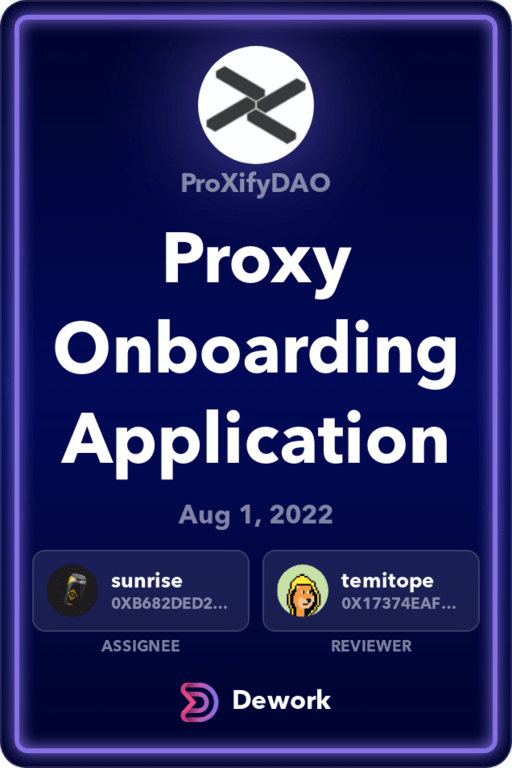 ProXifyDAO
Proxy
Onboarding
Application
Aug 1, 2022
sunrise
0XB682DED2...
ASSIGNEE
temitope
0X17374EAF...
REVIEWER
Dework